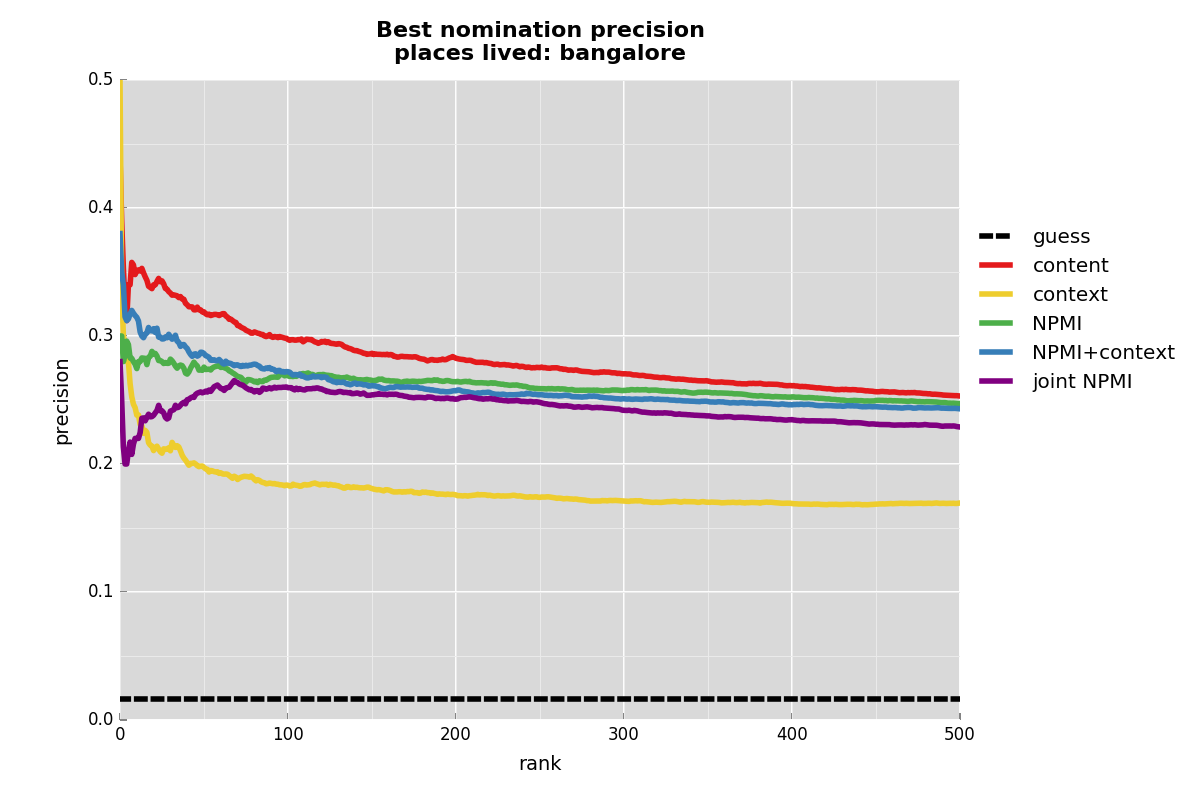 Best nomination precision
places lived: bangalore
0.5
0.4
0.3
0.2
0.1
0.0
precision
0
100
200
300
400
500
rank
guess
content
context
NPMI
NPMI+context
joint NPMI